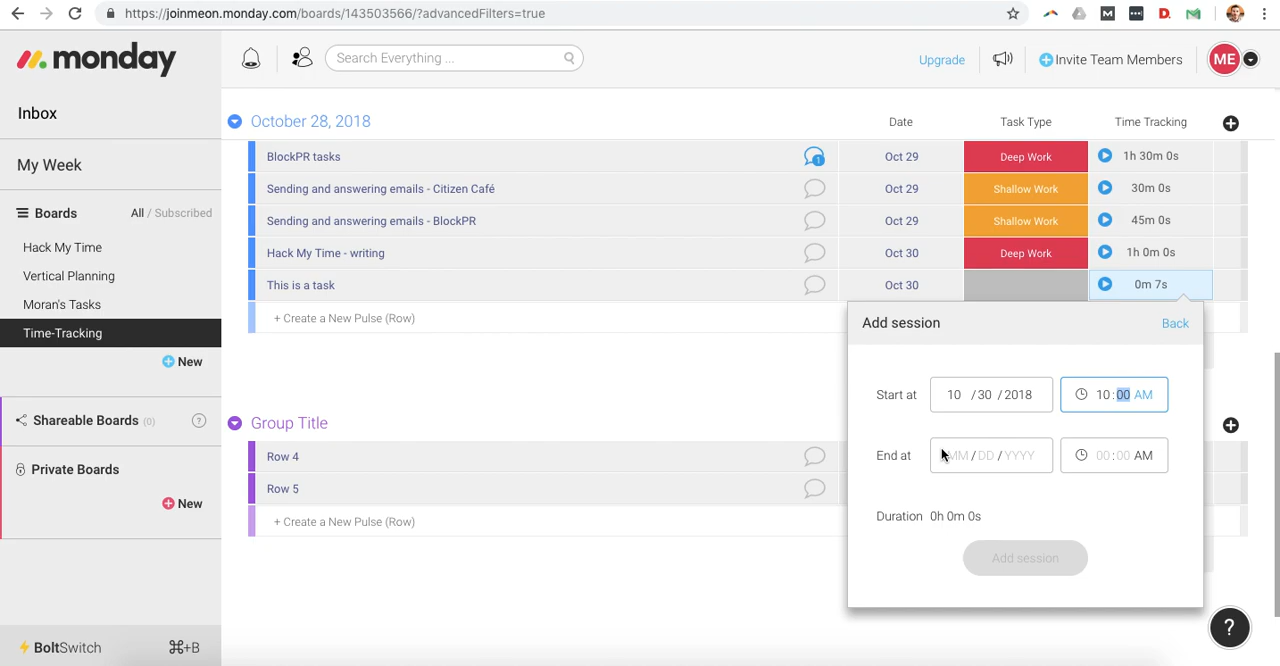 https://joinmeon.monday.com/boards/143503566/?advancedFilters=true
M
D.
monday
Search Everything ...
Upgrade
Invite Team Members
ME
Inbox
My Week
Boards
All / Subscribed
Hack My Time
Vertical Planning
Moran's Tasks
Time-Tracking
New
Shareable Boards (0)
?
Private Boards
New
BoltSwitch
⌘+B
October 28, 2018
Date
Task Type
Time Tracking
BlockPR tasks
1
Oct 29
Deep Work
1h 30m 0s
Sending and answering emails - Citizen Café
Oct 29
Shallow Work
30m 0s
Sending and answering emails - BlockPR
Oct 29
Shallow Work
45m 0s
Hack My Time - writing
Oct 30
Deep Work
1h 0m 0s
This is a task
Oct 30
0m 7s
+ Create a New Pulse (Row)
Group Title
Row 4
Row 5
+ Create a New Pulse (Row)
Add session
Back
Start at
10 / 30 / 2018
10 : 00 AM
End at
MM / DD / YYYY
00 : 00 AM
Duration 0h 0m 0s
Add session
?